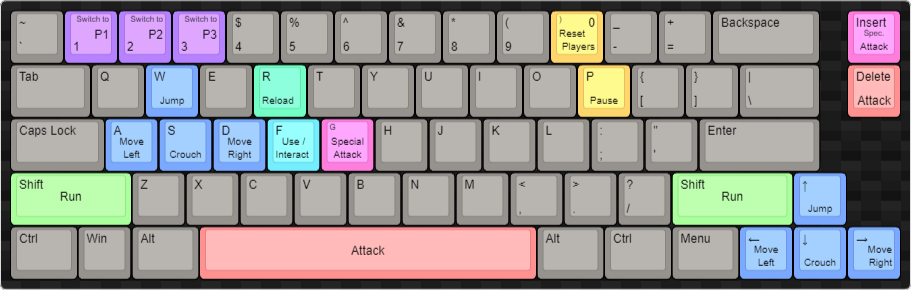 ~ Switch to Switch to Switch to $ % ^ & * ( ) 0 _ + Backspace Insert
P1 P2 P3 Reset Spec.
` 1 2 3 4 5 6 7 8 9 Players - = Attack
Tab Q W E R T Y U I O P { } | Delete
Jump Reload Pause [ ] \ Attack
Caps Lock A S D F G H J K L : " Enter
Move Crouch Move Use / Special ; '
Left Right Interact Attack
Shift Z X C V B N M < > ? Shift ↑
Run , . / Run Jump
Ctrl Win Alt Attack Alt Ctrl Menu ← ↓ →
Move Crouch Move
Left Right